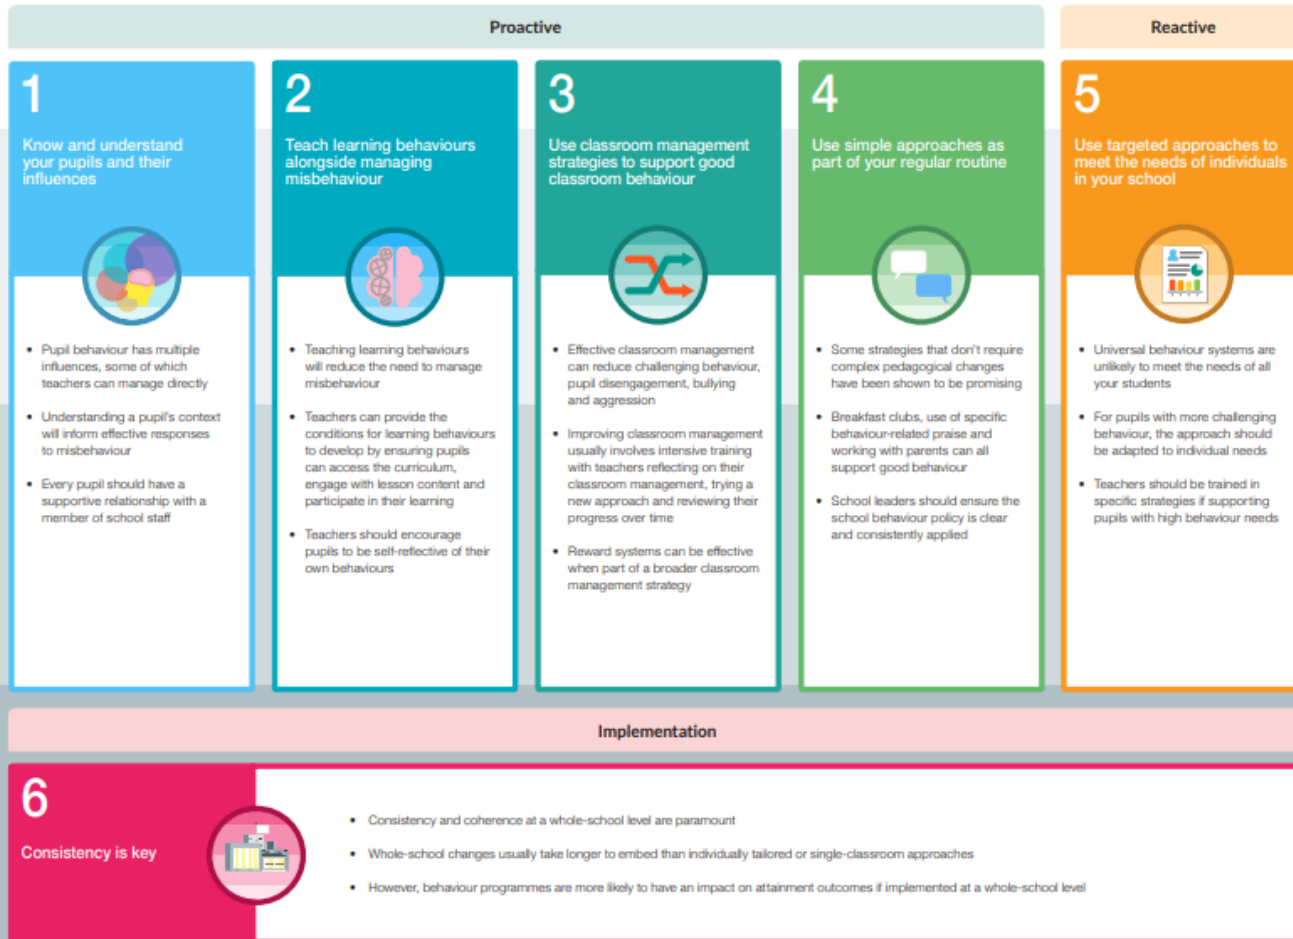 Proactive
Reactive
1
Know and understand
your pupils and their
influences
• Pupil behaviour has multiple
influences, some of which
teachers can manage directly
• Understanding a pupil's context
will inform effective responses
to misbehaviour
• Every pupil should have a
supportive relationship with a
member of school staff
2
Teach learning behaviours
alongside managing
misbehaviour
• Teaching learning behaviours
will reduce the need to manage
misbehaviour
• Teachers can provide the
conditions for learning behaviours
to develop by ensuring pupils
can access the curriculum,
engage with lesson content and
participate in their learning
• Teachers should encourage
pupils to be self-reflective of their
own behaviours
3
Use classroom management
strategies to support good
classroom behaviour
• Effective classroom management
can reduce challenging behaviour,
pupil disengagement, bullying
and aggression
• Improving classroom management
usually involves intensive training
with teachers reflecting on their
classroom management, trying a
new approach and reviewing their
progress over time
• Reward systems can be effective
when part of a broader classroom
management strategy
4
Use simple approaches as
part of your regular routine
• Some strategies that don't require
complex pedagogical changes
have been shown to be promising
• Breakfast clubs, use of specific
behaviour-related praise and
working with parents can all
support good behaviour
• School leaders should ensure the
school behaviour policy is clear
and consistently applied
5
Use targeted approaches to
meet the needs of individuals
in your school
• Universal behaviour systems are
unlikely to meet the needs of all
your students
• For pupils with more challenging
behaviour, the approach should
be adapted to individual needs
• Teachers should be trained in
specific strategies if supporting
pupils with high behaviour needs
Implementation
6
Consistency is key
• Consistency and coherence at a whole-school level are paramount
• Whole-school changes usually take longer to embed than individually tailored or single-classroom approaches
• However, behaviour programmes are more likely to have an impact on attainment outcomes if implemented at a whole-school level